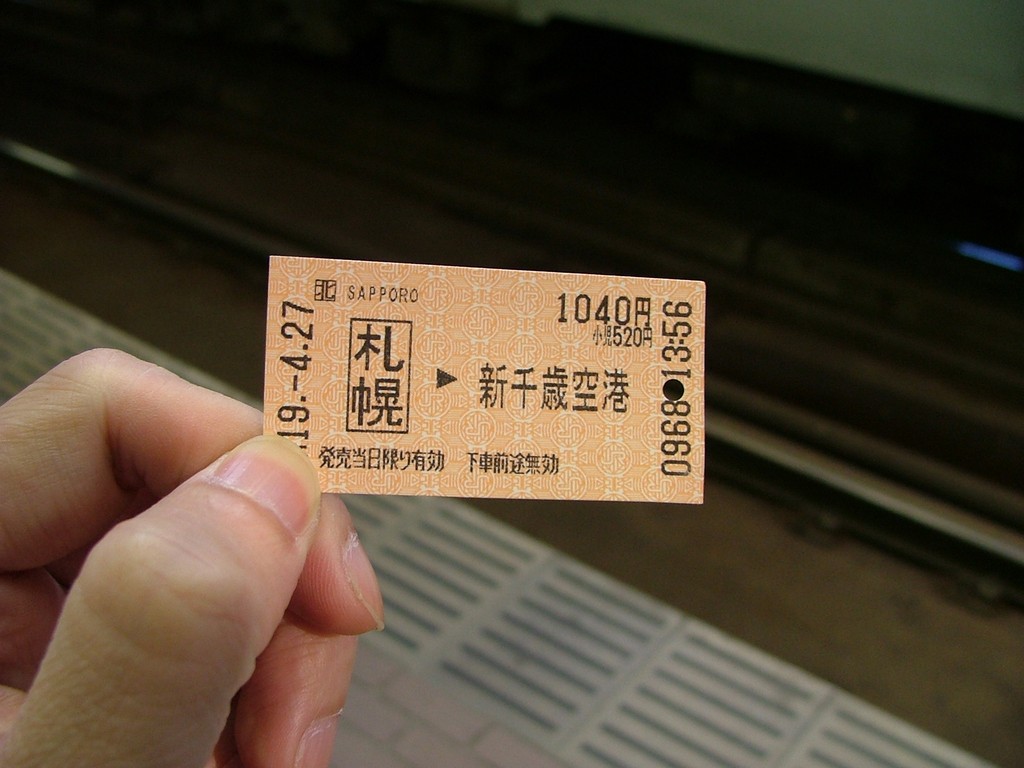 北 SAPPORO
1040円
小児520円
札幌 ▶ 新千歳空港
発売当日限り有効 下車前途無効
19.-4.27
0968●13:56